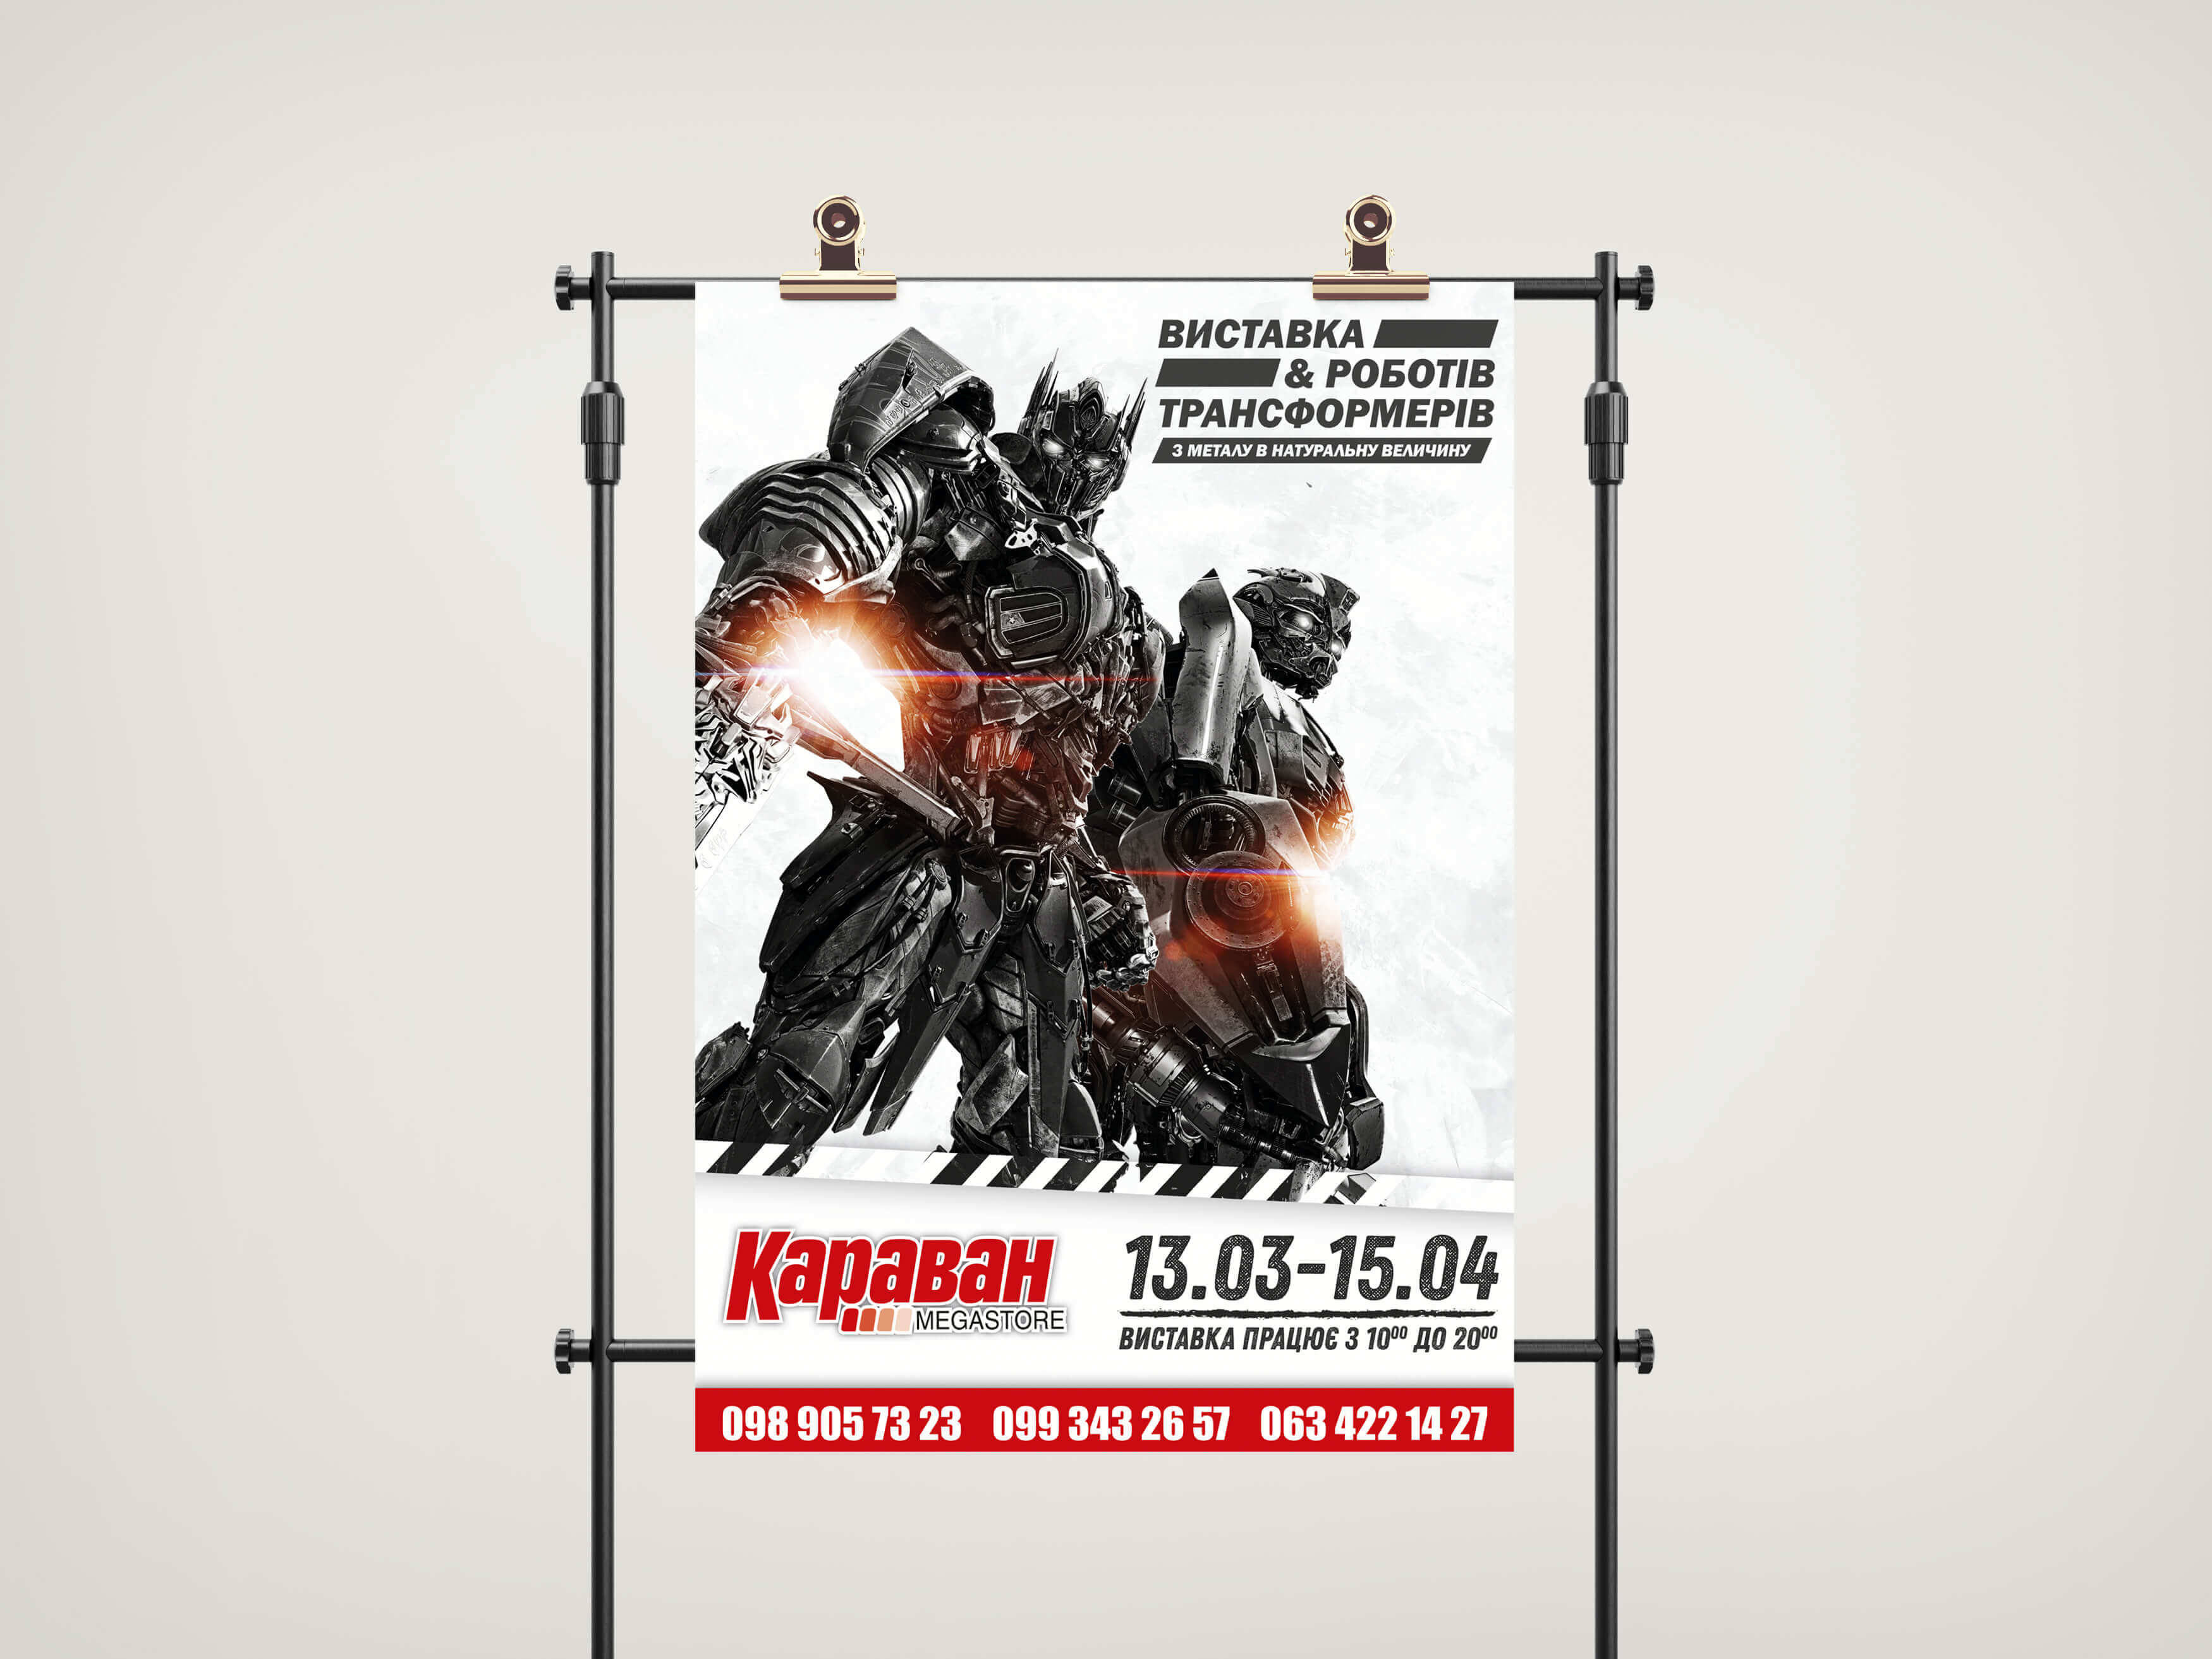 ВИСТАВКА
& РОБОТІВ
ТРАНСФОРМЕРІВ
З МЕТАЛУ В НАТУРАЛЬНУ ВЕЛИЧИНУ
Караван
MEGASTORE
13.03-15.04
ВИСТАВКА ПРАЦЮЄ З 10⁰⁰ ДО 20⁰⁰
098 905 73 23 099 343 26 57 063 422 14 27